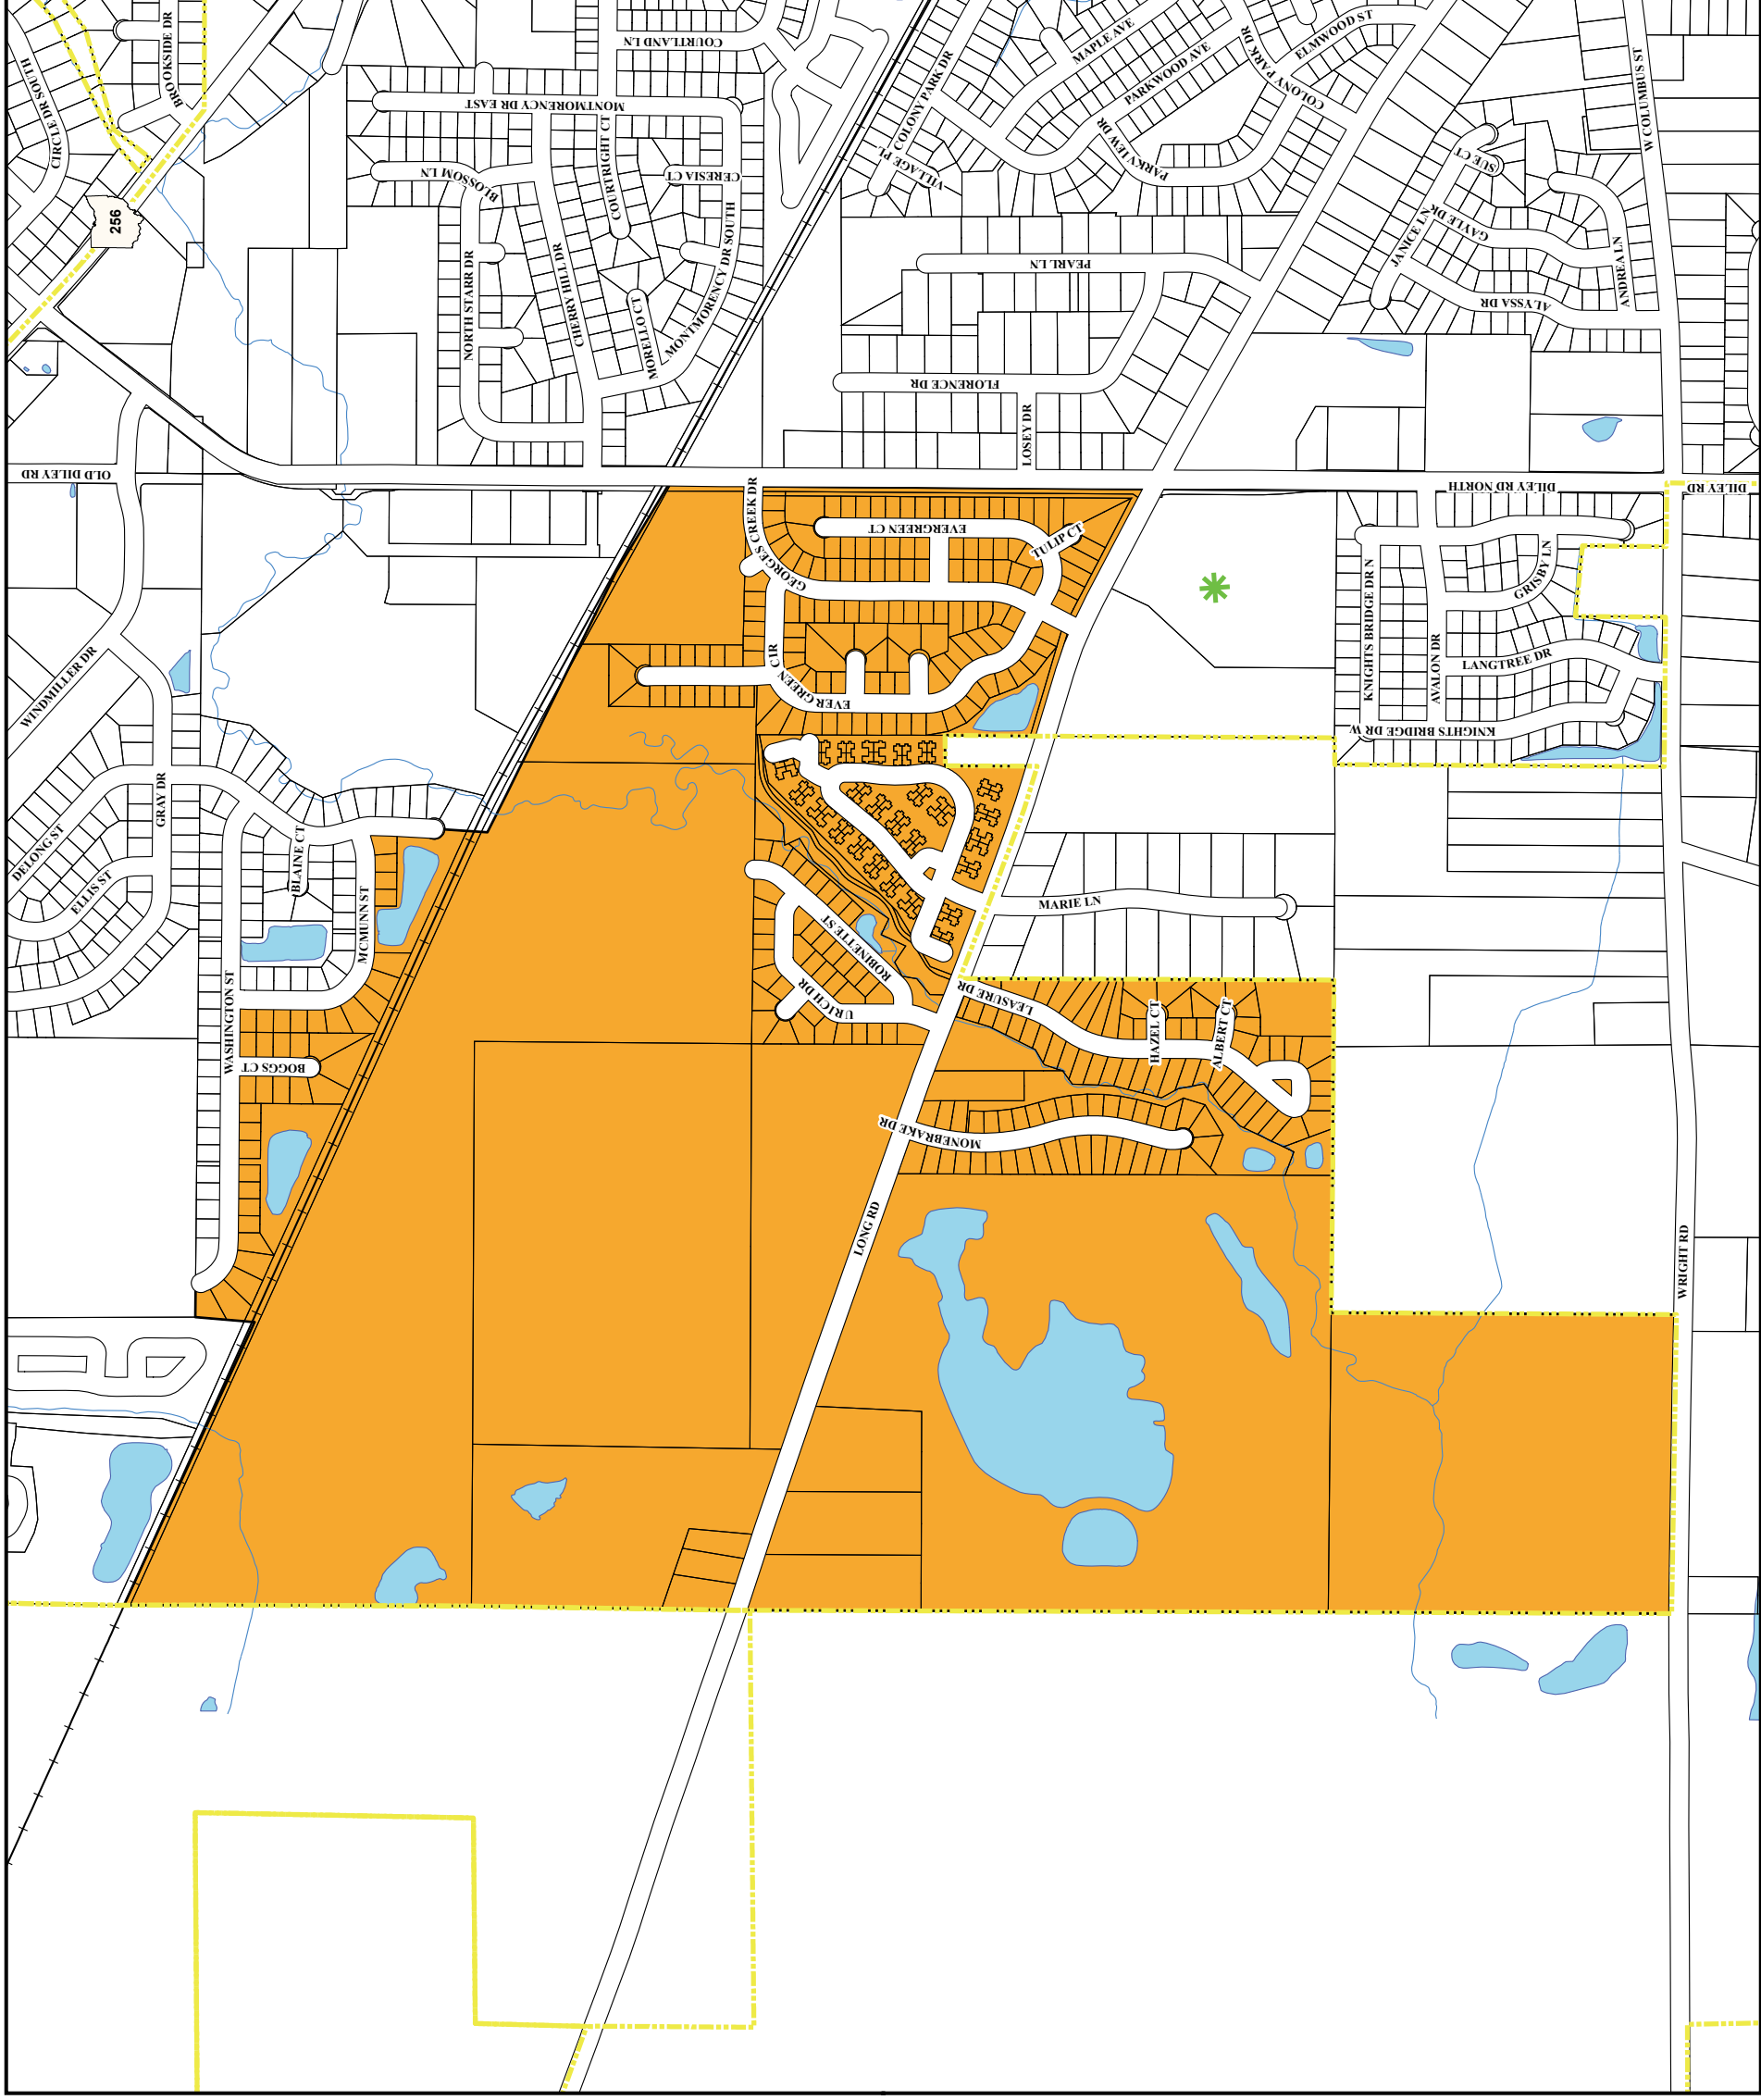 CIRCLE DR SOUTH
BROOKSIDE DR
256
COURTLAND LN
MONTMORENCY DR EAST
COURTRIGHT CT
BLOSSOM LN
CERESIA CT
NORTH STARR DR
CHERRY HILL DR
MORELLO CT
MONTMORENCY DR SOUTH
COLONY PARK DR
VILLAGE PL
MAPLE AVE
PARKWOOD AVE
PARKVIEW DR
COLONY PARK DR
ELMWOOD ST
W COLUMBUS ST
SUE CT
GAYLE DR
JANICE LN
ANDREA LN
ALYSSA DR
PEARL LN
FLORENCE DR
LOSEY DR
OLD DILEY RD
DILEY RD NORTH
DILEY RD
GEORGES CREEK DR
EVERGREEN CT
TULIP CT
EVERGREEN CIR
KNIGHTS BRIDGE DR N
GRISBY LN
AVALON DR
LANGTREE DR
KNIGHTS BRIDGE DR W
WINDMILLER DR
GRAY DR
DELONG ST
ELLIS ST
BLAINE CT
MCMUNN ST
WASHINGTON ST
BOGGS CT
ROBINETTE ST
URICH DR
MARIE LN
LEASURE DR
HAZEL CT
ALBERT CT
MONEBRAKE DR
LONG RD
WRIGHT RD